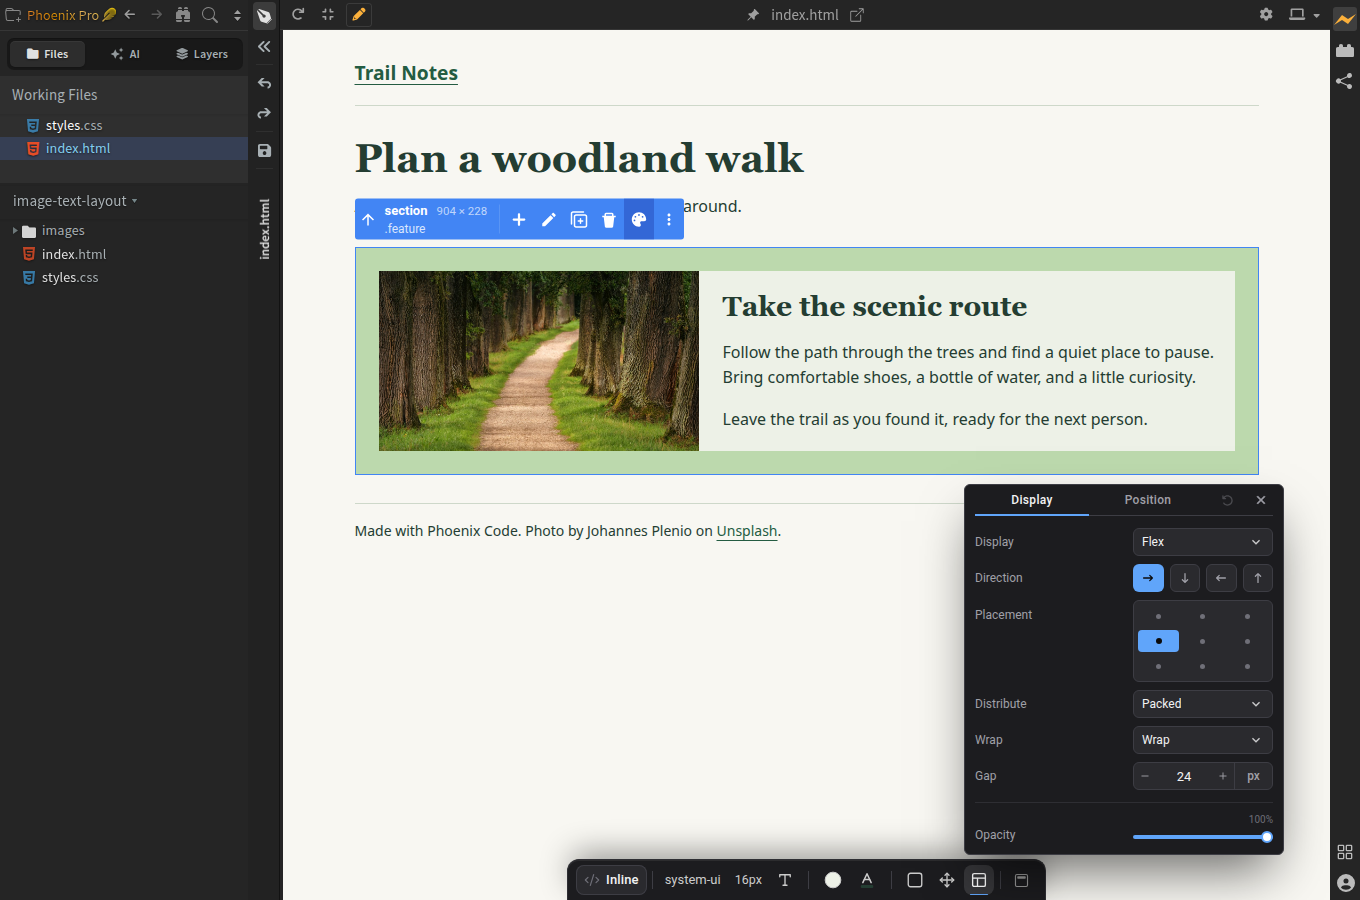 Phoenix Pro
index.html
Files
AI
Layers
Working Files
styles.css
index.html
image-text-layout
images
index.html
styles.css
index.html
Trail Notes
Plan a woodland walk
around.
section 904 × 228
.feature
Take the scenic route
Follow the path through the trees and find a quiet place to pause.
Bring comfortable shoes, a bottle of water, and a little curiosity.
Leave the trail as you found it, ready for the next person.
Made with Phoenix Code. Photo by Johannes Plenio on Unsplash.
Display
Position
Display
Flex
Direction
Placement
Distribute
Packed
Wrap
Wrap
Gap
24
px
100%
Opacity
Inline
system-ui
16px